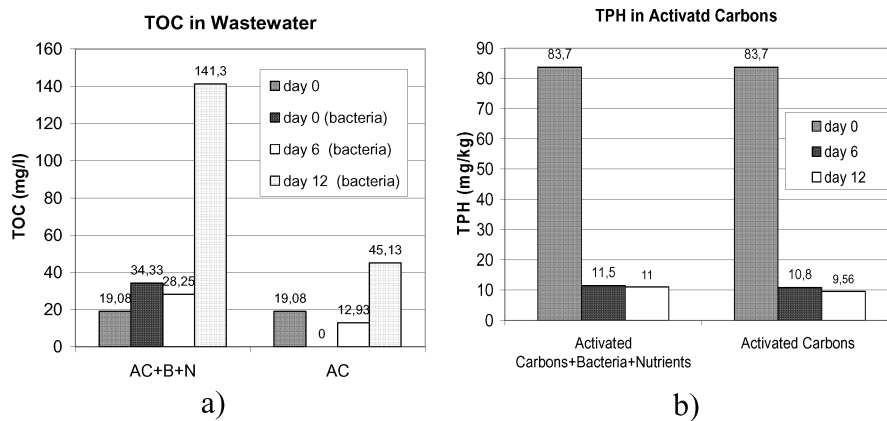 TOC in Wastewater
TOC (mg/l)
160
140
120
100
80
60
40
20
0
19,08
34,33
28,25
141,3
19,08
0
12,93
45,13
day 0
day 0 (bacteria)
day 6 (bacteria)
day 12 (bacteria)
AC+B+N
AC
a)
TPH in Activatd Carbons
TPH (mg/kg)
90
80
70
60
50
40
30
20
10
0
83,7
11,5
11
83,7
10,8
9,56
day 0
day 6
day 12
Activated
Carbons+Bacteria+Nutrients
Activated Carbons
b)